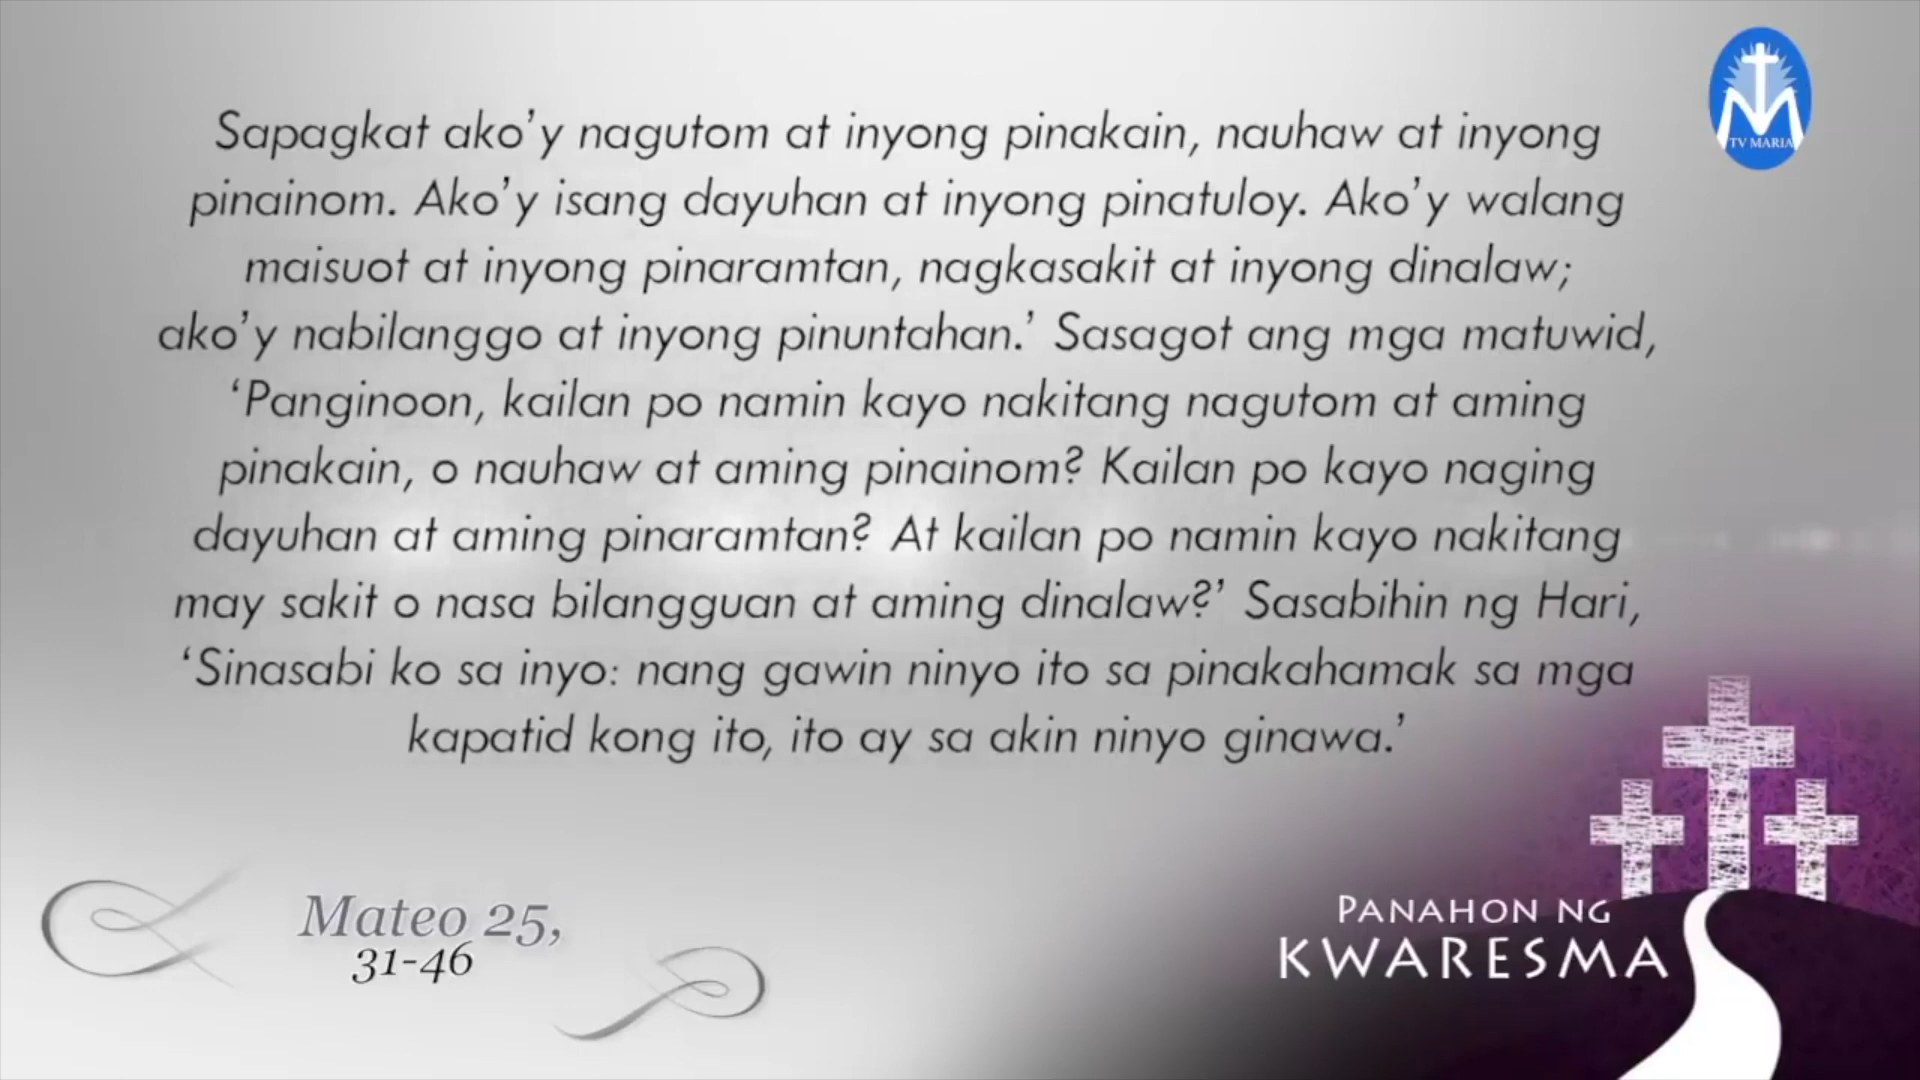 TV MARIA
Sapagkat ako’y nagutom at inyong pinakain, nauhaw at inyong
pinainom. Ako’y isang dayuhan at inyong pinatuloy. Ako’y walang
maisuot at inyong pinaramtan, nagkasakit at inyong dinalaw;
ako’y nabilanggo at inyong pinuntahan.’ Sasagot ang mga matuwid,
‘Panginoon, kailan po namin kayo nakitang nagutom at aming
pinakain, o nauhaw at aming pinainom? Kailan po kayo naging
dayuhan at aming pinaramtan? At kailan po namin kayo nakitang
may sakit o nasa bilangguan at aming dinalaw?’ Sasabihin ng Hari,
‘Sinasabi ko sa inyo: nang gawin ninyo ito sa pinakahamak sa mga
kapatid kong ito, ito ay sa akin ninyo ginawa.’
Mateo 25,
31-46
PANAHON NG
KWARESMA